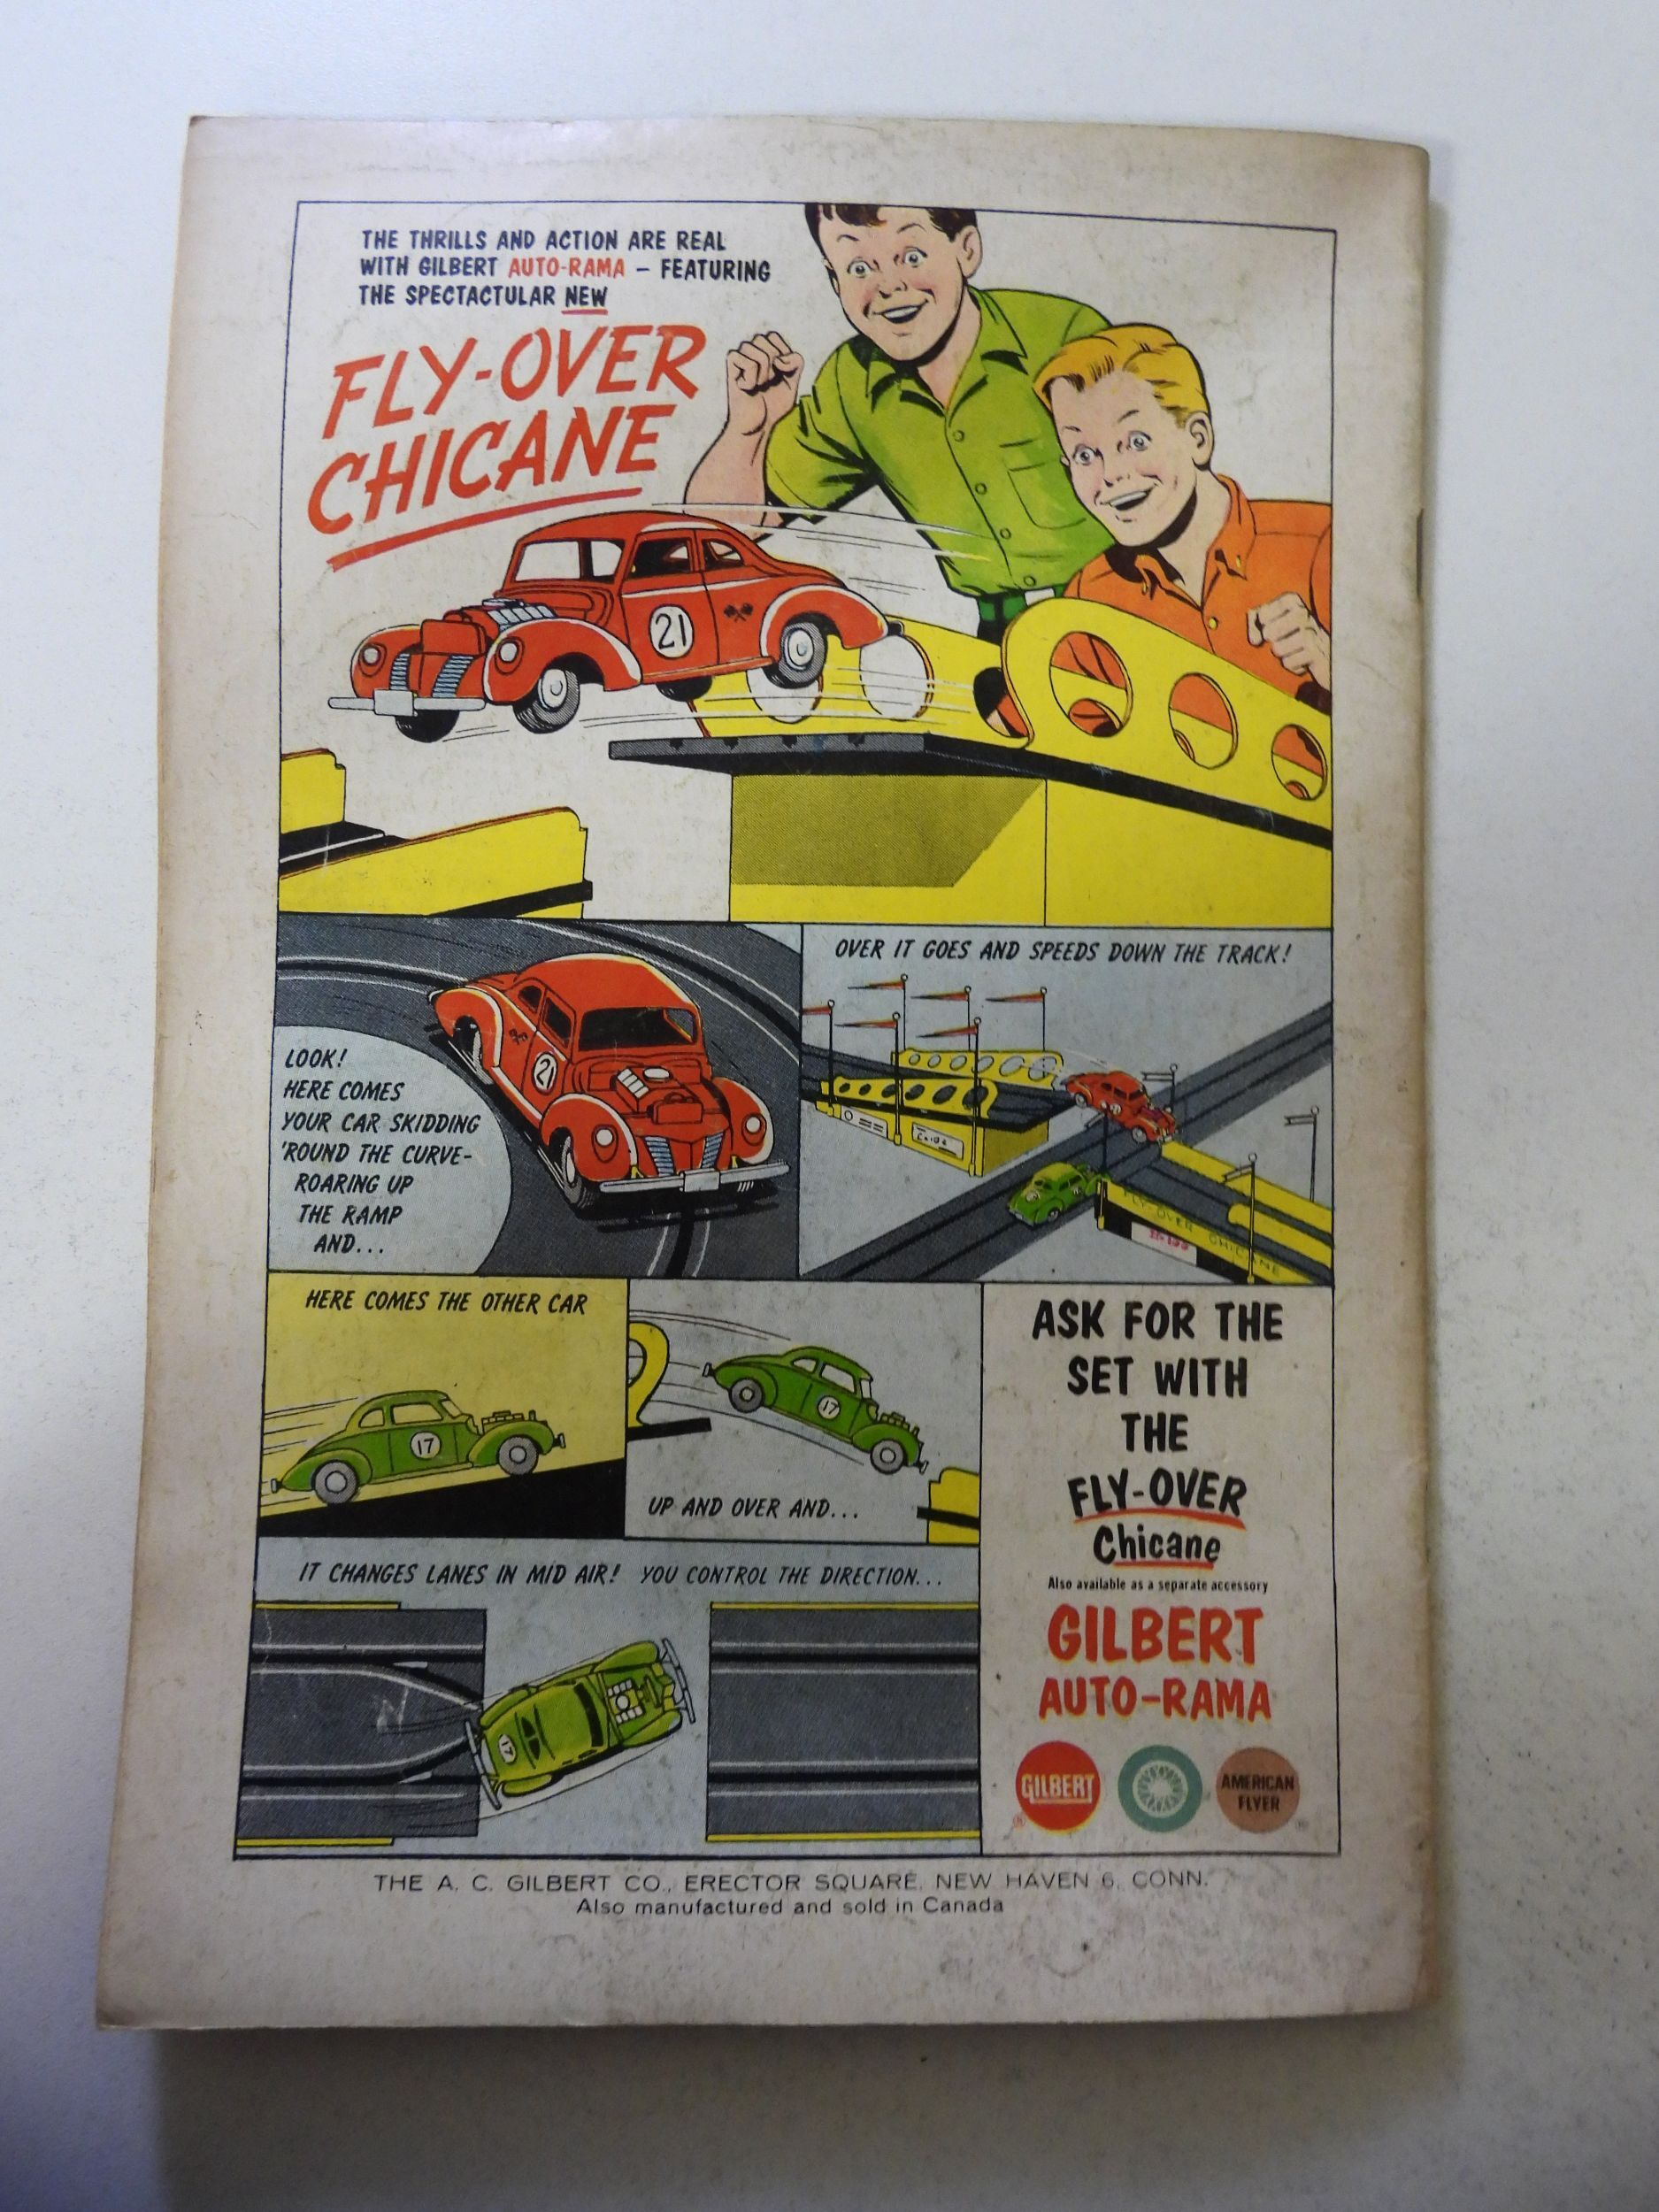 THE THRILLS AND ACTION ARE REAL
WITH GILBERT AUTO-RAMA – FEATURING
THE SPECTACTULAR NEW
FLY-OVER
CHICANE
21
LOOK!
HERE COMES
YOUR CAR SKIDDING
'ROUND THE CURVE-
ROARING UP
THE RAMP
AND...
21
OVER IT GOES AND SPEEDS DOWN THE TRACK!
FLY-OVER CHICANE
HERE COMES THE OTHER CAR
17
17
UP AND OVER AND...
IT CHANGES LANES IN MID AIR! YOU CONTROL THE DIRECTION...
17
ASK FOR THE
SET WITH
THE
FLY-OVER
Chicane
Also available as a separate accessory
GILBERT
AUTO-RAMA
GILBERT
AMERICAN
FLYER
THE A. C. GILBERT CO., ERECTOR SQUARE, NEW HAVEN 6, CONN.
Also manufactured and sold in Canada